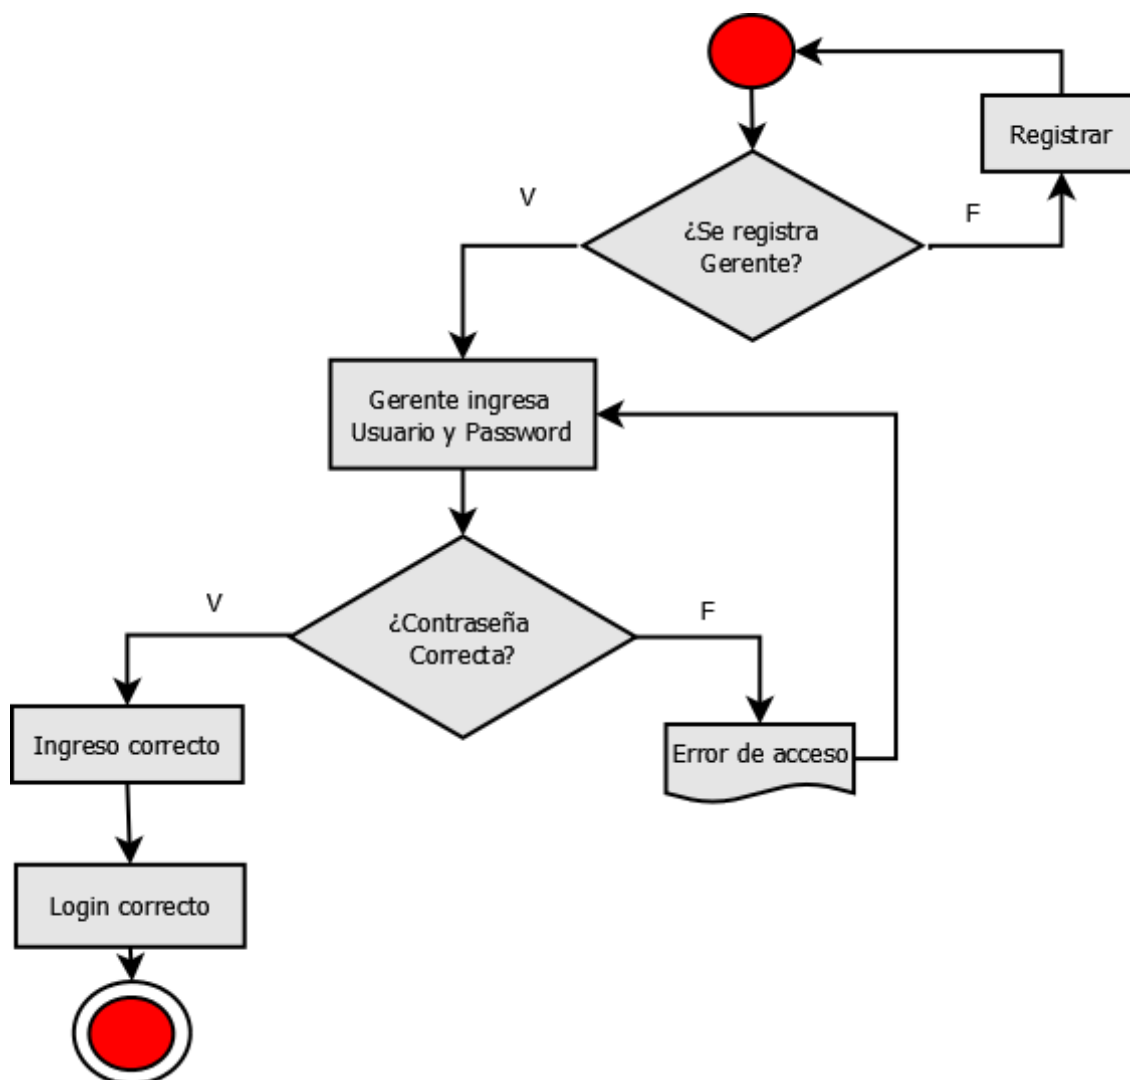 Registrar
V
F
¿Se registra
Gerente?
Gerente ingresa
Usuario y Password
V
F
¿Contraseña
Correcta?
Ingreso correcto
Error de acceso
Login correcto